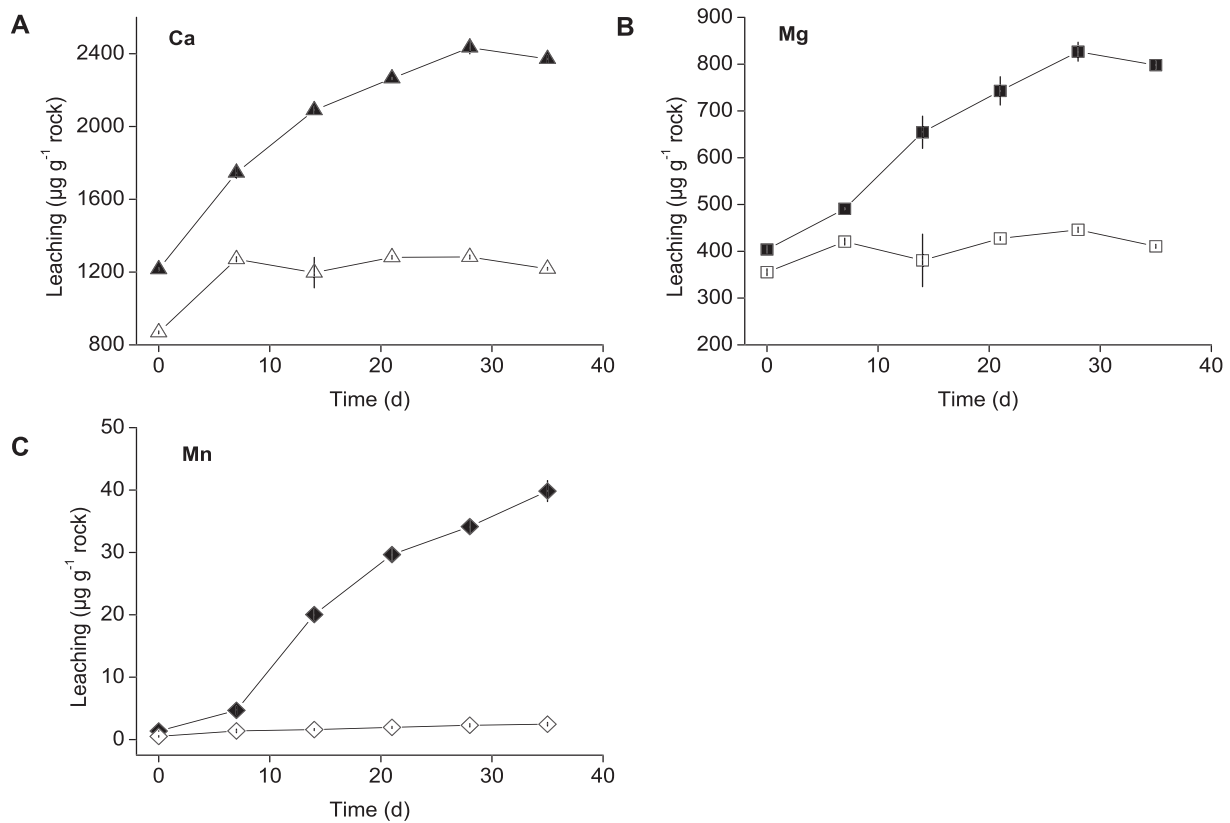 A
Ca
Leaching (µg g-1 rock)
2400
2000
1600
1200
800
0 10 20 30 40
Time (d)
B
Mg
Leaching (µg g-1 rock)
900
800
700
600
500
400
300
200
0 10 20 30 40
Time (d)
C
Mn
Leaching (µg g-1 rock)
50
40
30
20
10
0
0 10 20 30 40
Time (d)